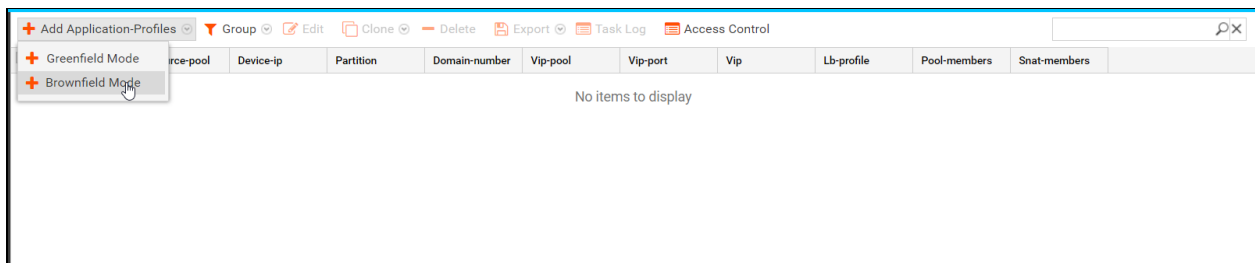 Add Application-Profiles Group Edit Clone Delete Export Task Log Access Control
Greenfield Mode
Brownfield Mode
rce-pool Device-ip Partition Domain-number Vip-pool Vip-port Vip Lb-profile Pool-members Snat-members
No items to display